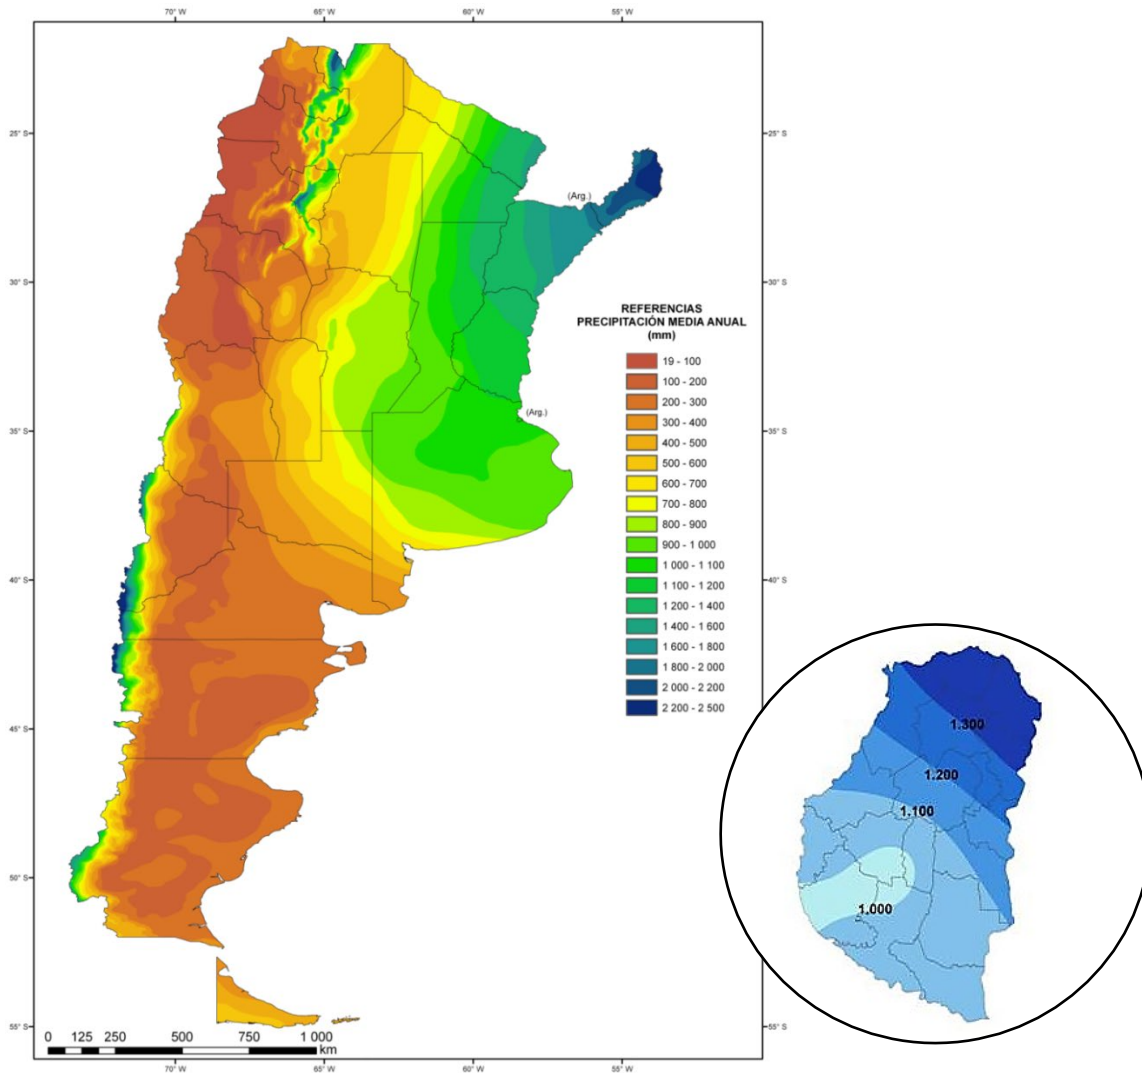 70° W
65° W
60° W
55° W
25° S
25° S
(Arg.)
30° S
30° S
REFERENCIAS
PRECIPITACIÓN MEDIA ANUAL
(mm)
19 - 100
100 - 200
200 - 300
300 - 400
400 - 500
500 - 600
600 - 700
700 - 800
800 - 900
900 - 1 000
1 000 - 1 100
1 100 - 1 200
1 200 - 1 400
1 400 - 1 600
1 600 - 1 800
1 800 - 2 000
2 000 - 2 200
2 200 - 2 500
(Arg.)
35° S
35° S
40° S
40° S
45° S
45° S
50° S
50° S
55° S
55° S
0 125 250 500 750 1 000
km
70° W
65° W
60° W
55° W
1.300
1.200
1.100
1.000